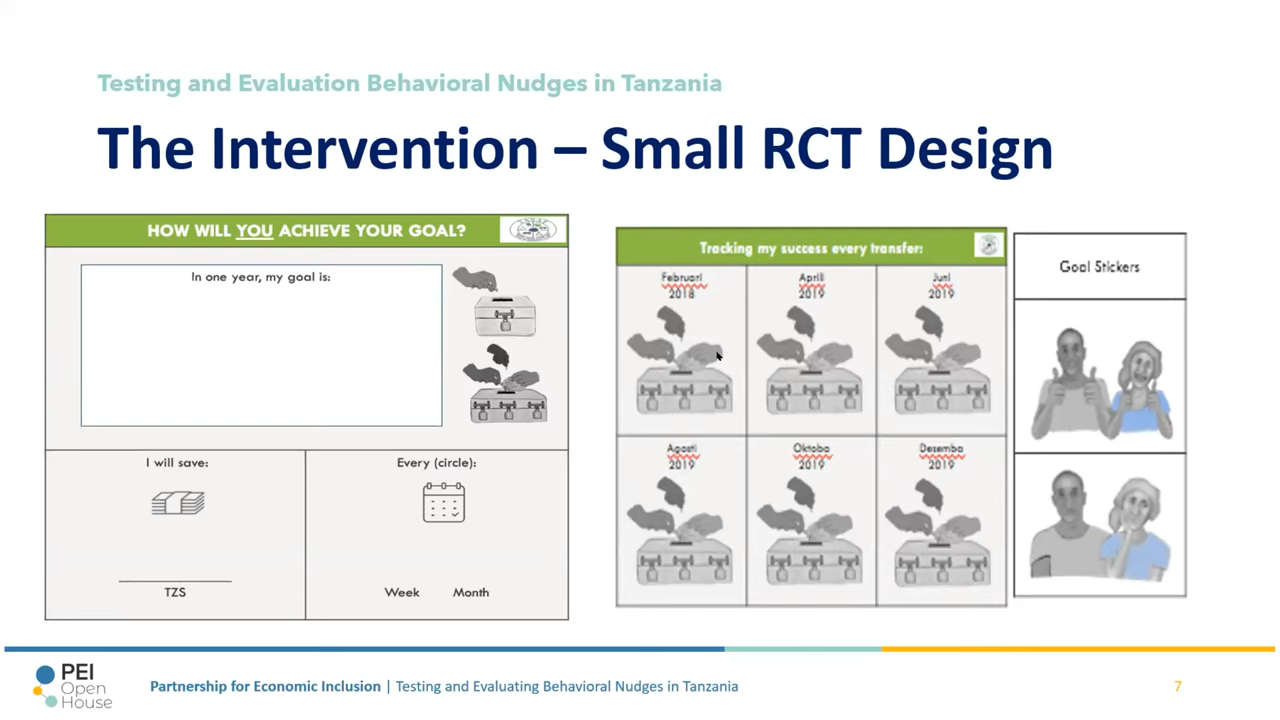 Testing and Evaluation Behavioral Nudges in Tanzania
The Intervention – Small RCT Design
HOW WILL YOU ACHIEVE YOUR GOAL?
In one year, my goal is:
I will save:
TZS
Every (circle):
Week Month
Tracking my success every transfer:
Februari
2018
Aprili
2019
Juni
2019
Agosti
2019
Oktoba
2019
Desemba
2019
Goal Stickers
PEI
Open
House
Partnership for Economic Inclusion | Testing and Evaluating Behavioral Nudges in Tanzania
7